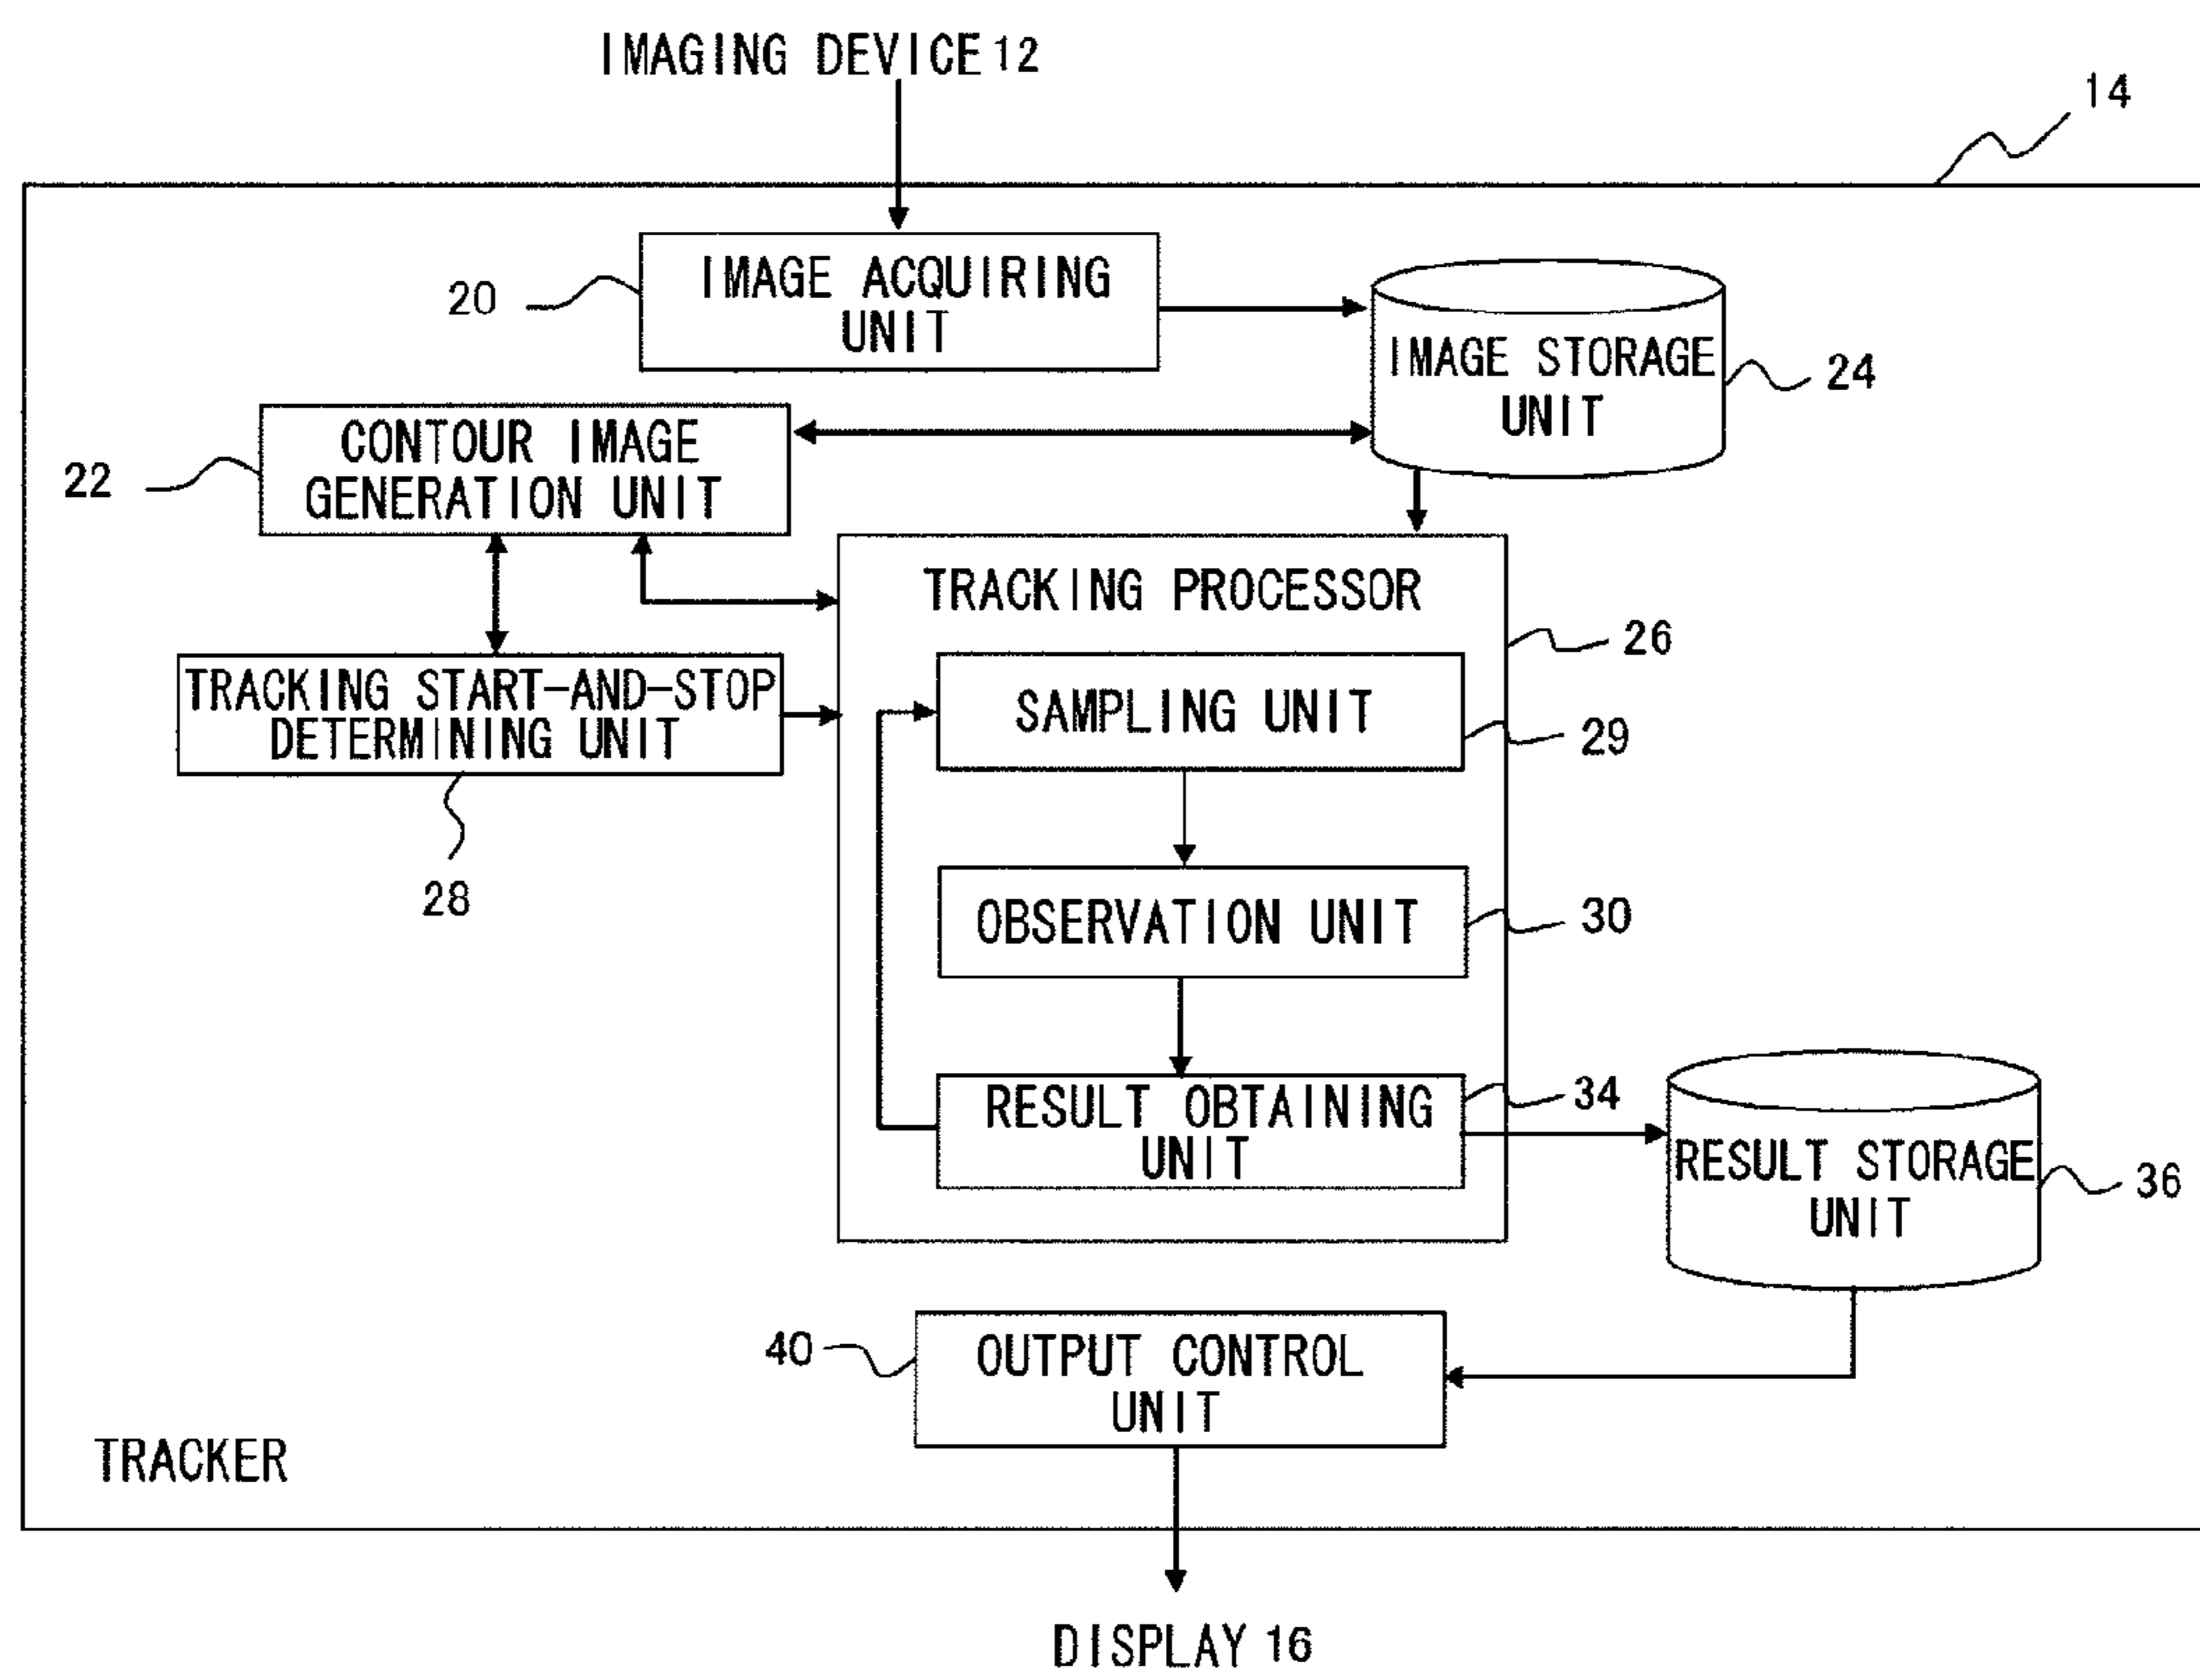 IMAGING DEVICE 12
14
IMAGE ACQUIRING
UNIT
20
IMAGE STORAGE
UNIT
24
CONTOUR IMAGE
GENERATION UNIT
22
TRACKING PROCESSOR
26
TRACKING START-AND-STOP
DETERMINING UNIT
28
SAMPLING UNIT
29
OBSERVATION UNIT
30
RESULT OBTAINING
UNIT
34
RESULT STORAGE
UNIT
36
40
OUTPUT CONTROL
UNIT
TRACKER
DISPLAY 16